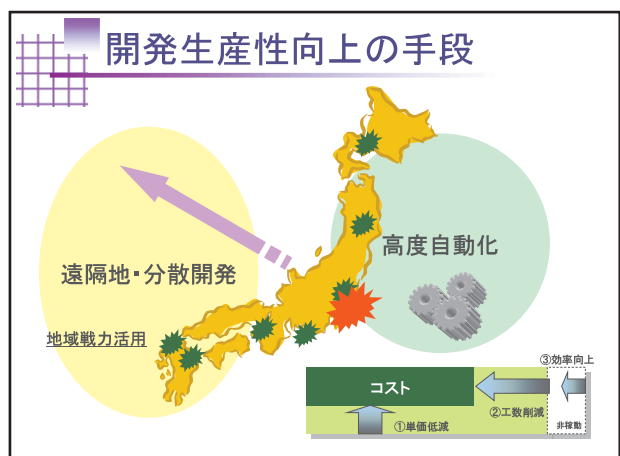 開発生産性向上の手段
高度自動化
遠隔地・分散開発
地域戦力活用
③効率向上
コスト
②工数削減
①単価低減
非稼動